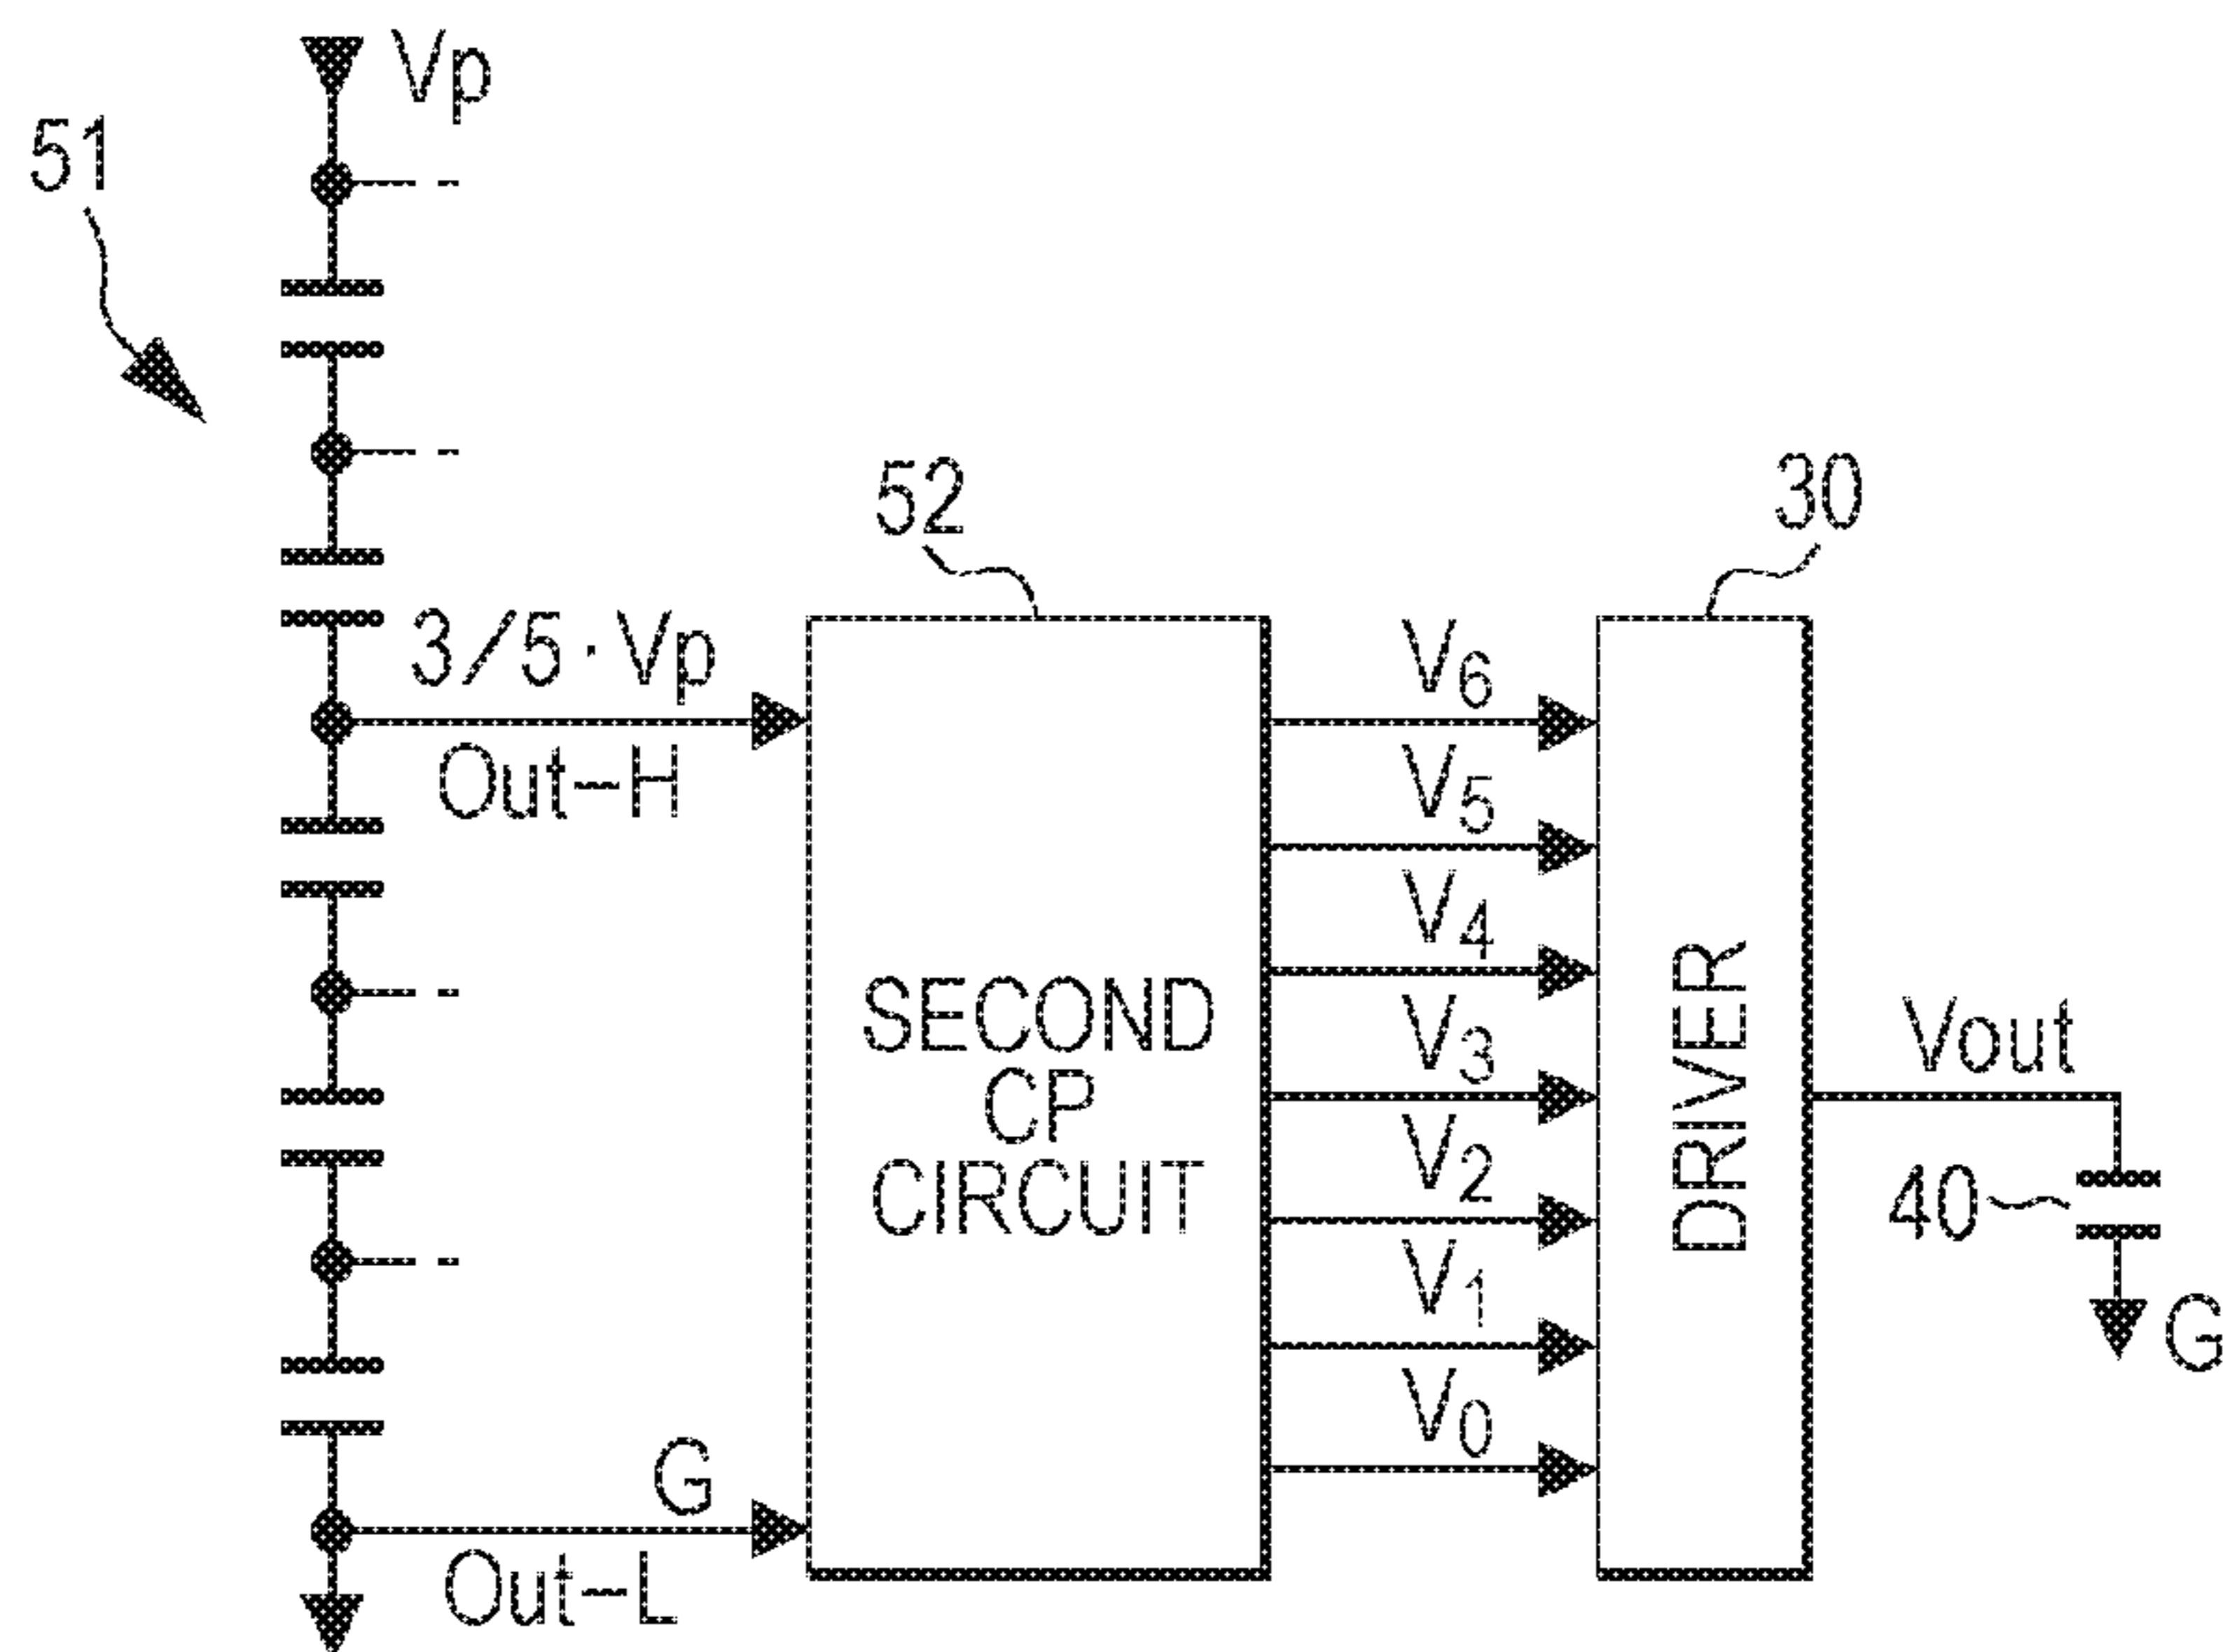 Vp
51
52
30
3/5·Vp
Out-H
V6
V5
V4
V3
V2
V1
V0
SECOND
CP
CIRCUIT
DRIVER
Vout
40
G
G
Out-L